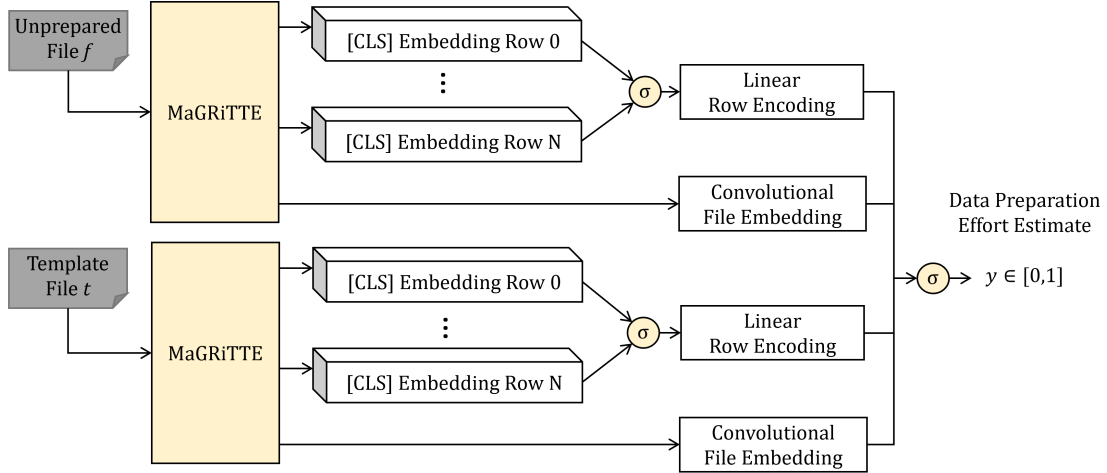 Unprepared
File f
MaGRiTTE
[CLS] Embedding Row 0
⋮
[CLS] Embedding Row N
σ
Linear
Row Encoding
Convolutional
File Embedding
Template
File t
MaGRiTTE
[CLS] Embedding Row 0
⋮
[CLS] Embedding Row N
σ
Linear
Row Encoding
Convolutional
File Embedding
Data Preparation
Effort Estimate
σ
y ∈ [0,1]